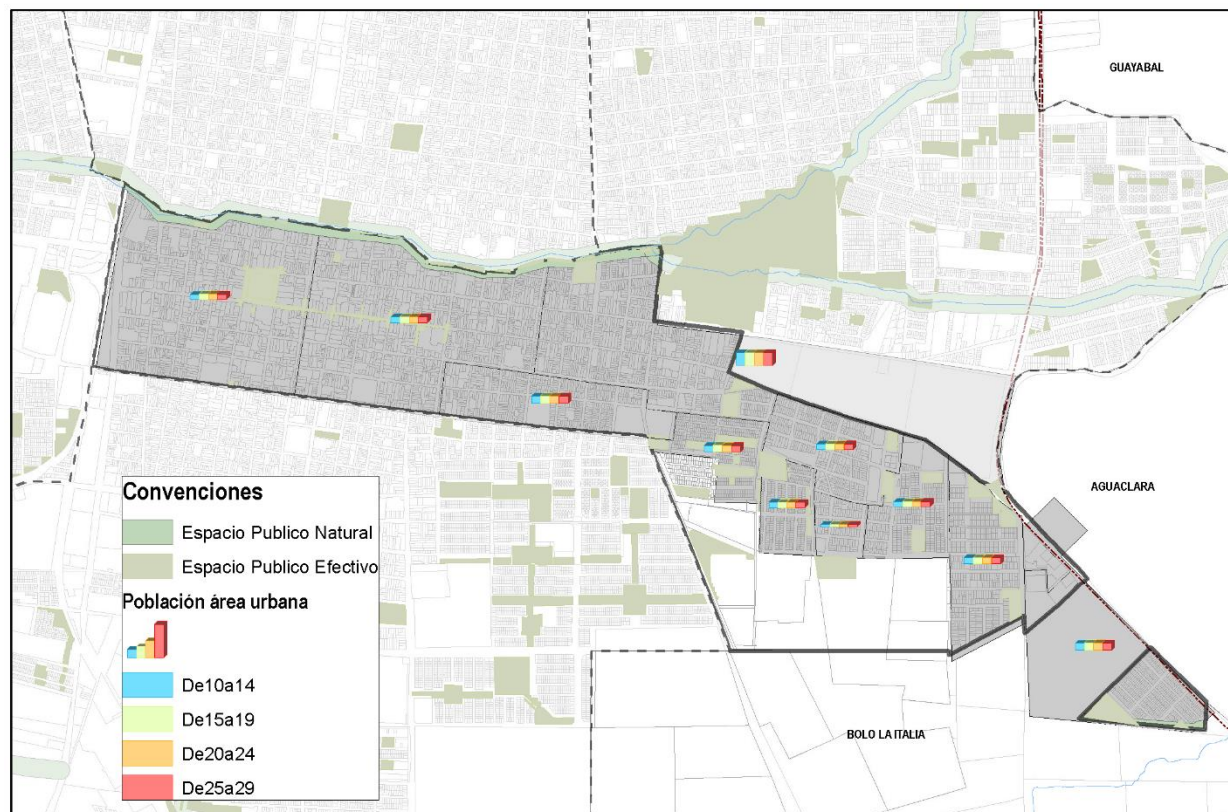 GUAYABAL
AGUACLARA
Convenciones
Espacio Publico Natural
Espacio Publico Efectivo
Población área urbana
De10a14
De15a19
De20a24
De25a29
BOLO LA ITALIA